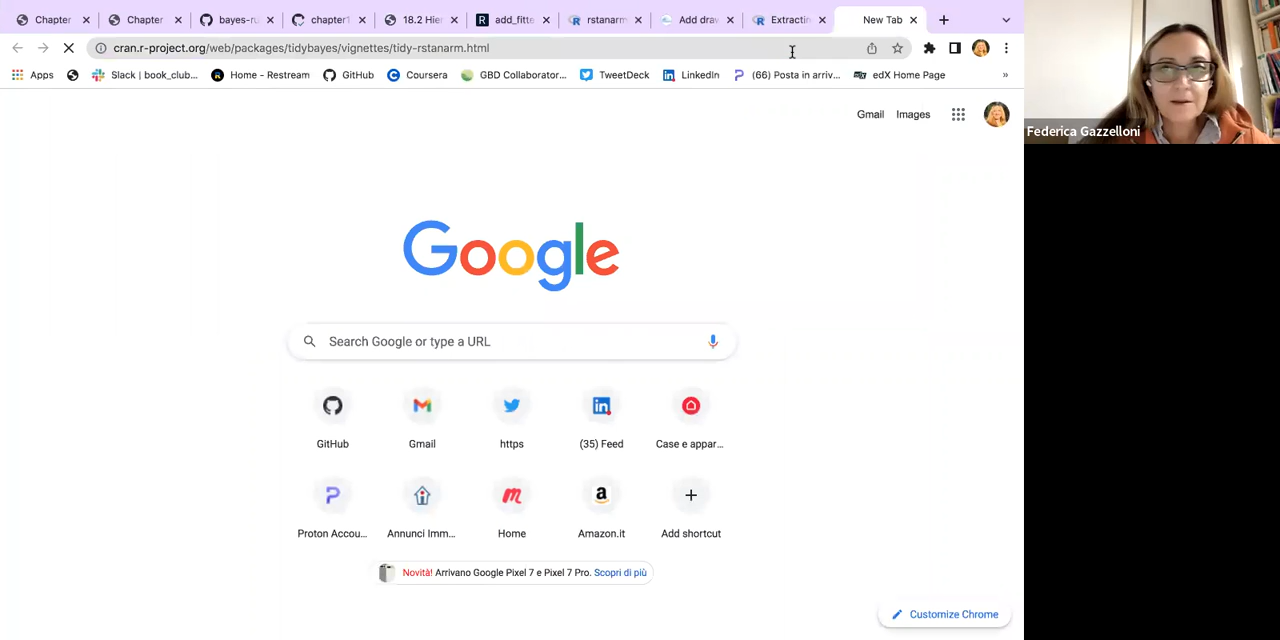 Chapter
Chapter
bayes-ru
chapter1
18.2 Hier
add_fitte
rstanarm
Add draw
Extractin
New Tab
cran.r-project.org/web/packages/tidybayes/vignettes/tidy-rstanarm.html
Apps
Slack | book_club...
Home - Restream
GitHub
Coursera
GBD Collaborator...
TweetDeck
LinkedIn
(66) Posta in arriv...
edX Home Page
»
Gmail
Images
Federica Gazzelloni
Google
Search Google or type a URL
GitHub
Gmail
https
(35) Feed
Case e appar...
Proton Accou...
Annunci Imm...
Home
Amazon.it
Add shortcut
Novità! Arrivano Google Pixel 7 e Pixel 7 Pro. Scopri di più
Customize Chrome